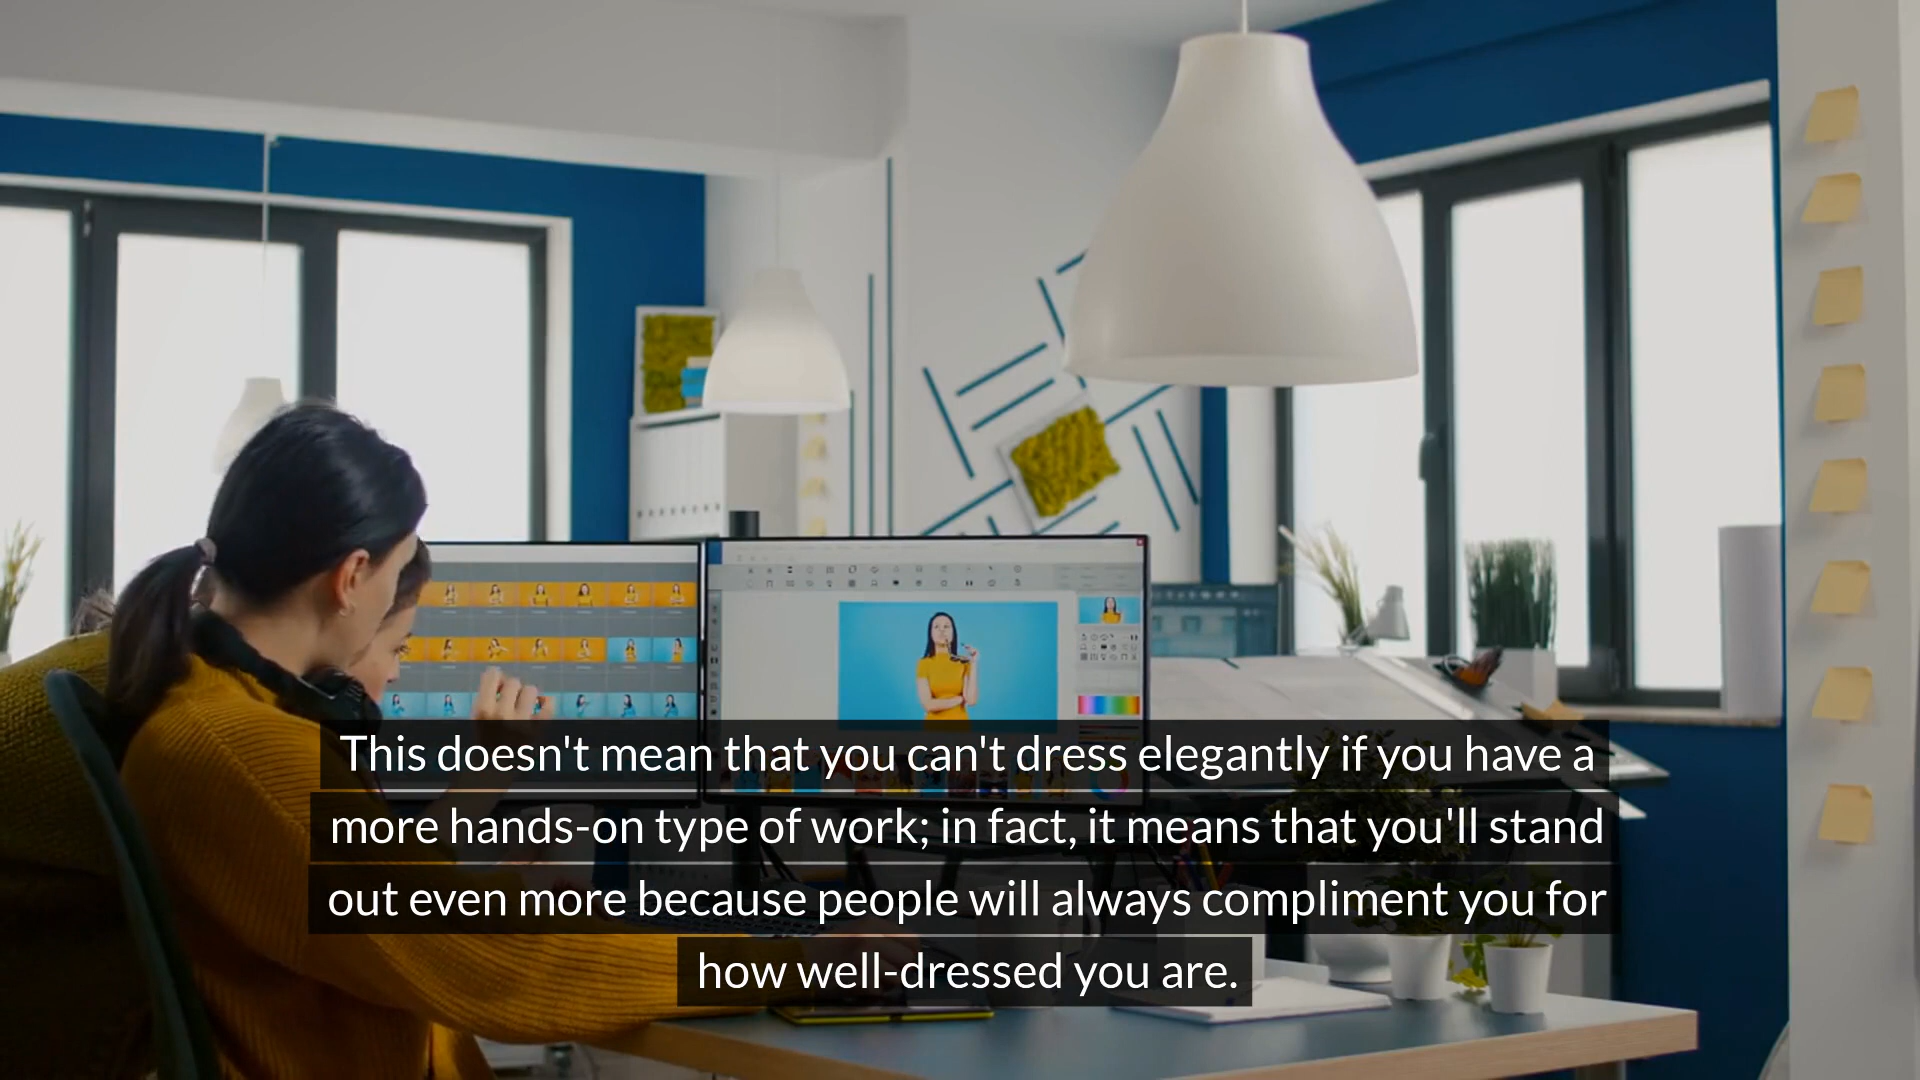 This doesn't mean that you can't dress elegantly if you have a
more hands-on type of work; in fact, it means that you'll stand
out even more because people will always compliment you for
how well-dressed you are.